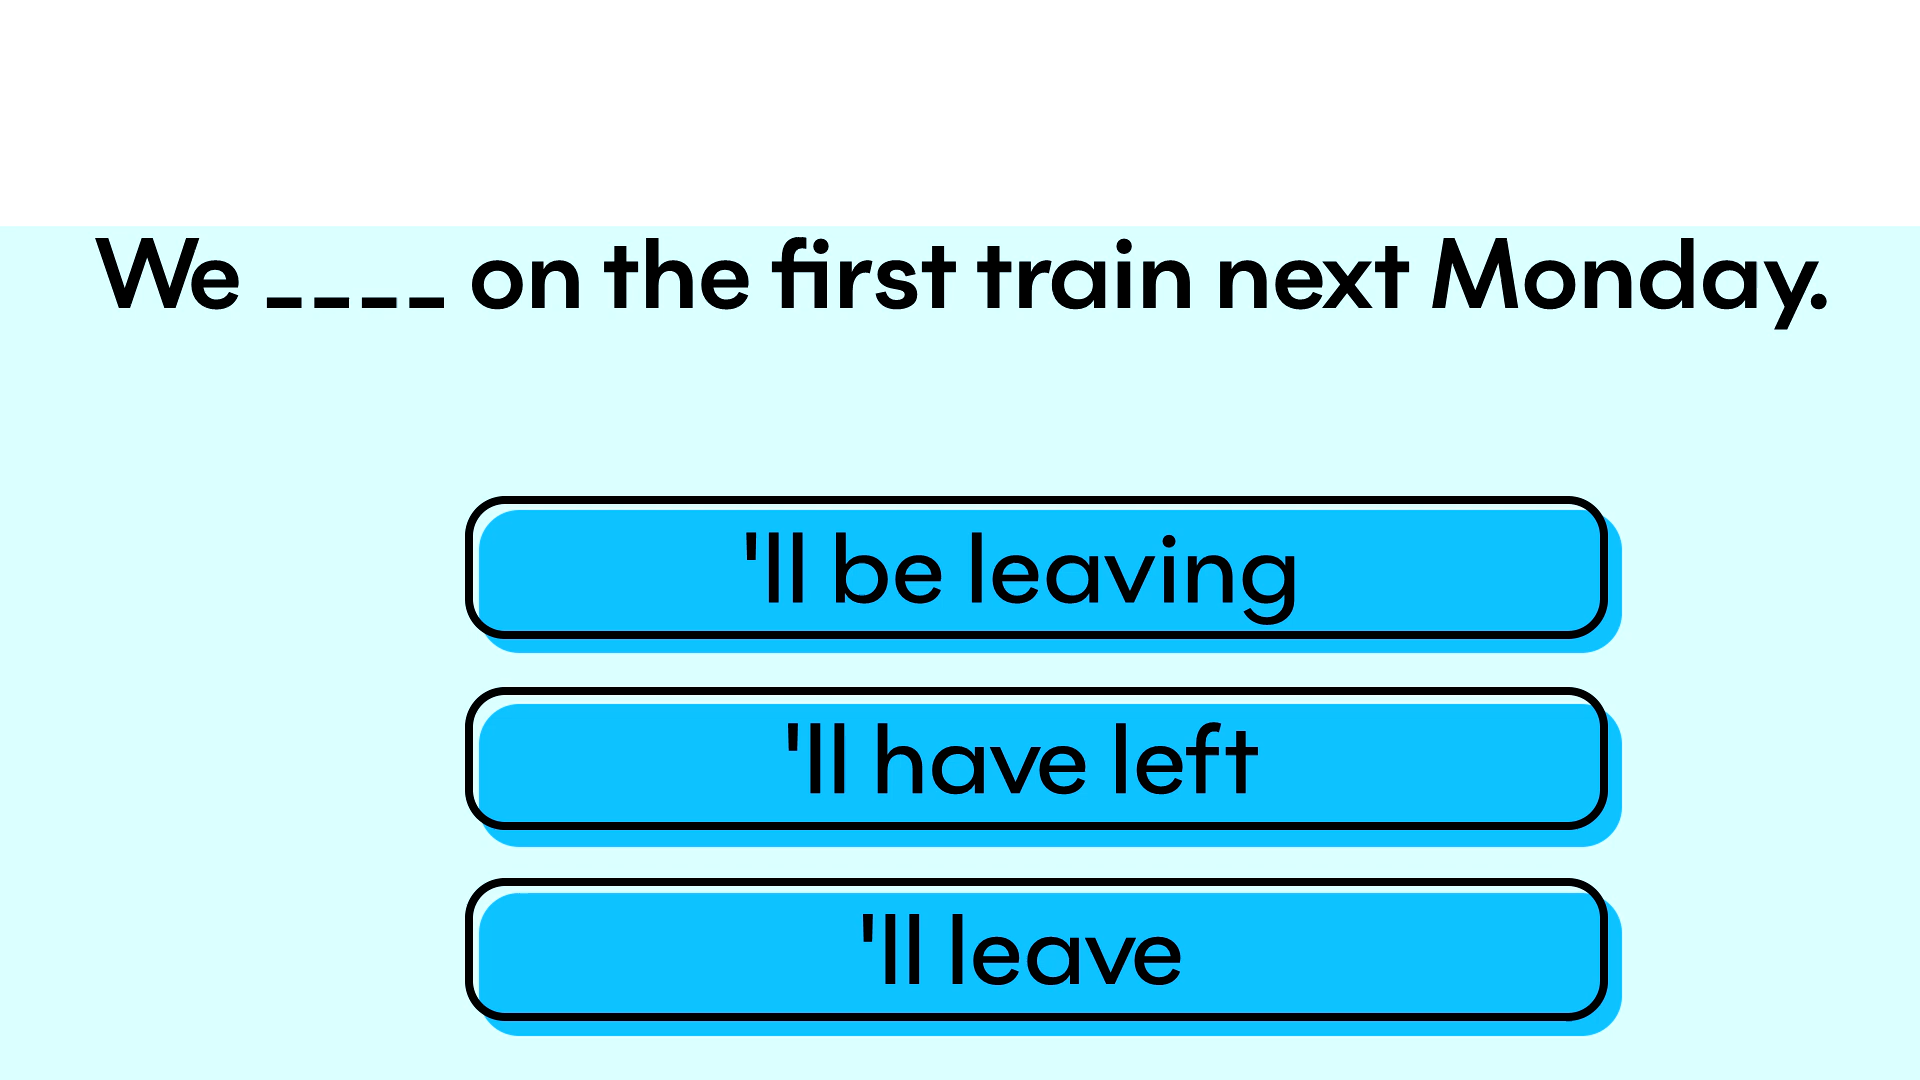 We ____ on the first train next Monday.
'll be leaving
'll have left
'll leave